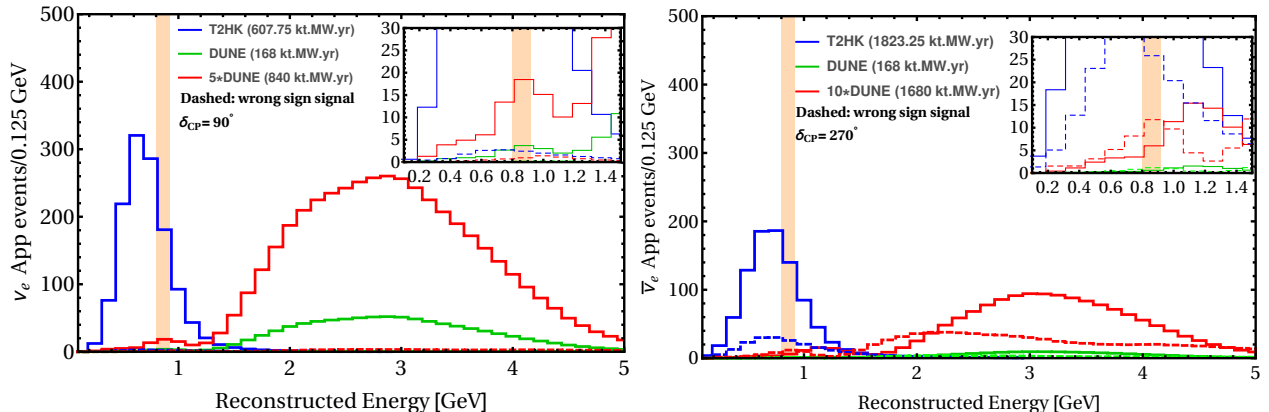 500
400
300
200
100
0
ν_e App events/0.125 GeV
T2HK (607.75 kt.MW.yr)
DUNE (168 kt.MW.yr)
5*DUNE (840 kt.MW.yr)
Dashed: wrong sign signal
δ_CP = 90°
30
25
20
15
10
5
0
0.2 0.4 0.6 0.8 1.0 1.2 1.4
1 2 3 4 5
Reconstructed Energy [GeV]
500
400
300
200
100
0
ν̅_e App events/0.125 GeV
T2HK (1823.25 kt.MW.yr)
DUNE (168 kt.MW.yr)
10*DUNE (1680 kt.MW.yr)
Dashed: wrong sign signal
δ_CP = 270°
30
25
20
15
10
5
0
0.2 0.4 0.6 0.8 1.0 1.2 1.4
1 2 3 4 5
Reconstructed Energy [GeV]